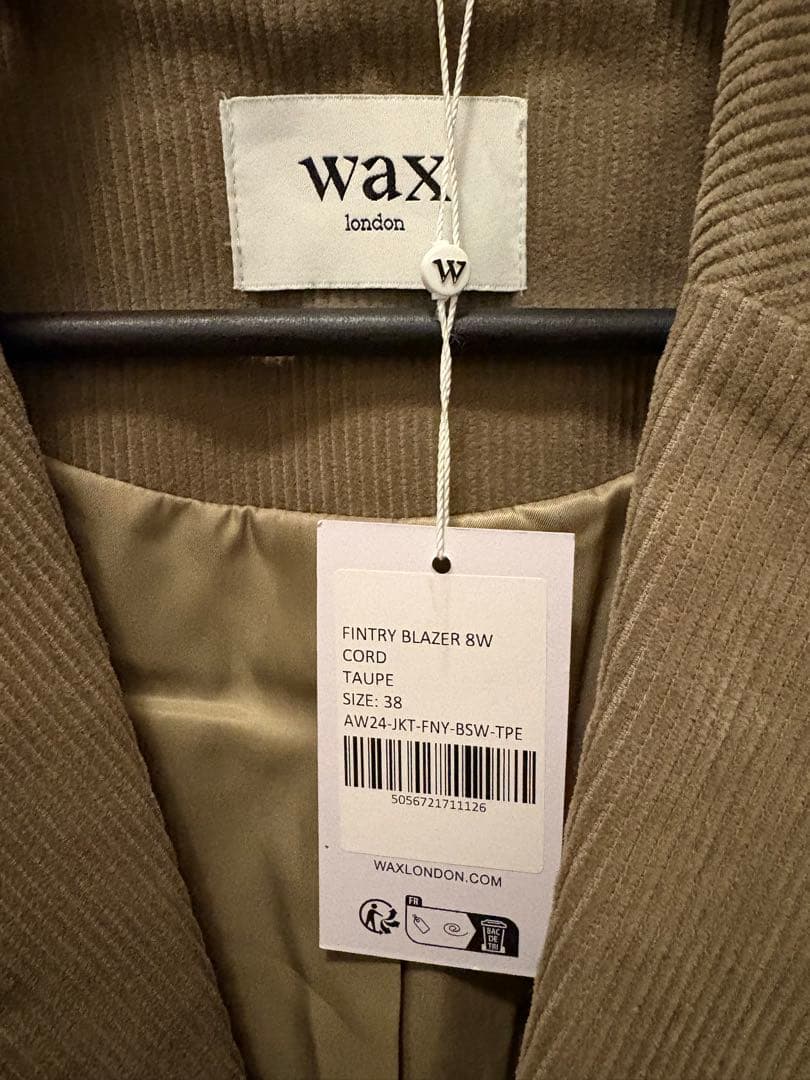 wax
london
W
FINTRY BLAZER 8W
CORD
TAUPE
SIZE: 38
AW24-JKT-FNY-BSW-TPE
5056721711126
WAXLONDON.COM
FR
BAC
DE
TRI